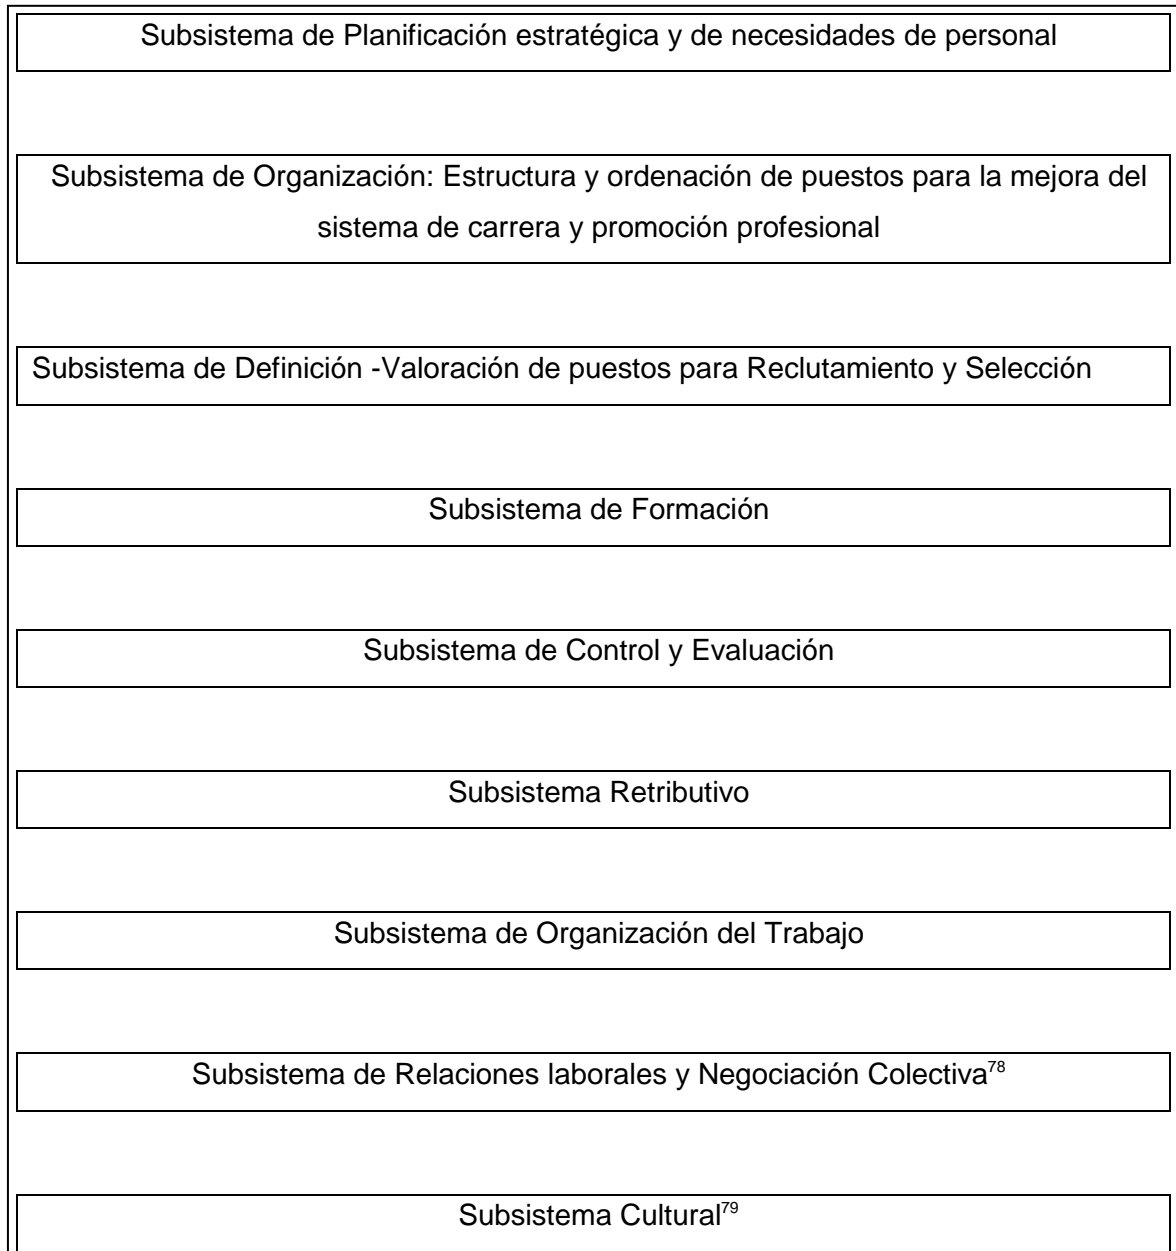 Subsistema de Planificación estratégica y de necesidades de personal
Subsistema de Organización: Estructura y ordenación de puestos para la mejora del
sistema de carrera y promoción profesional
Subsistema de Definición -Valoración de puestos para Reclutamiento y Selección
Subsistema de Formación
Subsistema de Control y Evaluación
Subsistema Retributivo
Subsistema de Organización del Trabajo
Subsistema de Relaciones laborales y Negociación Colectiva⁷⁸
Subsistema Cultural⁷⁹